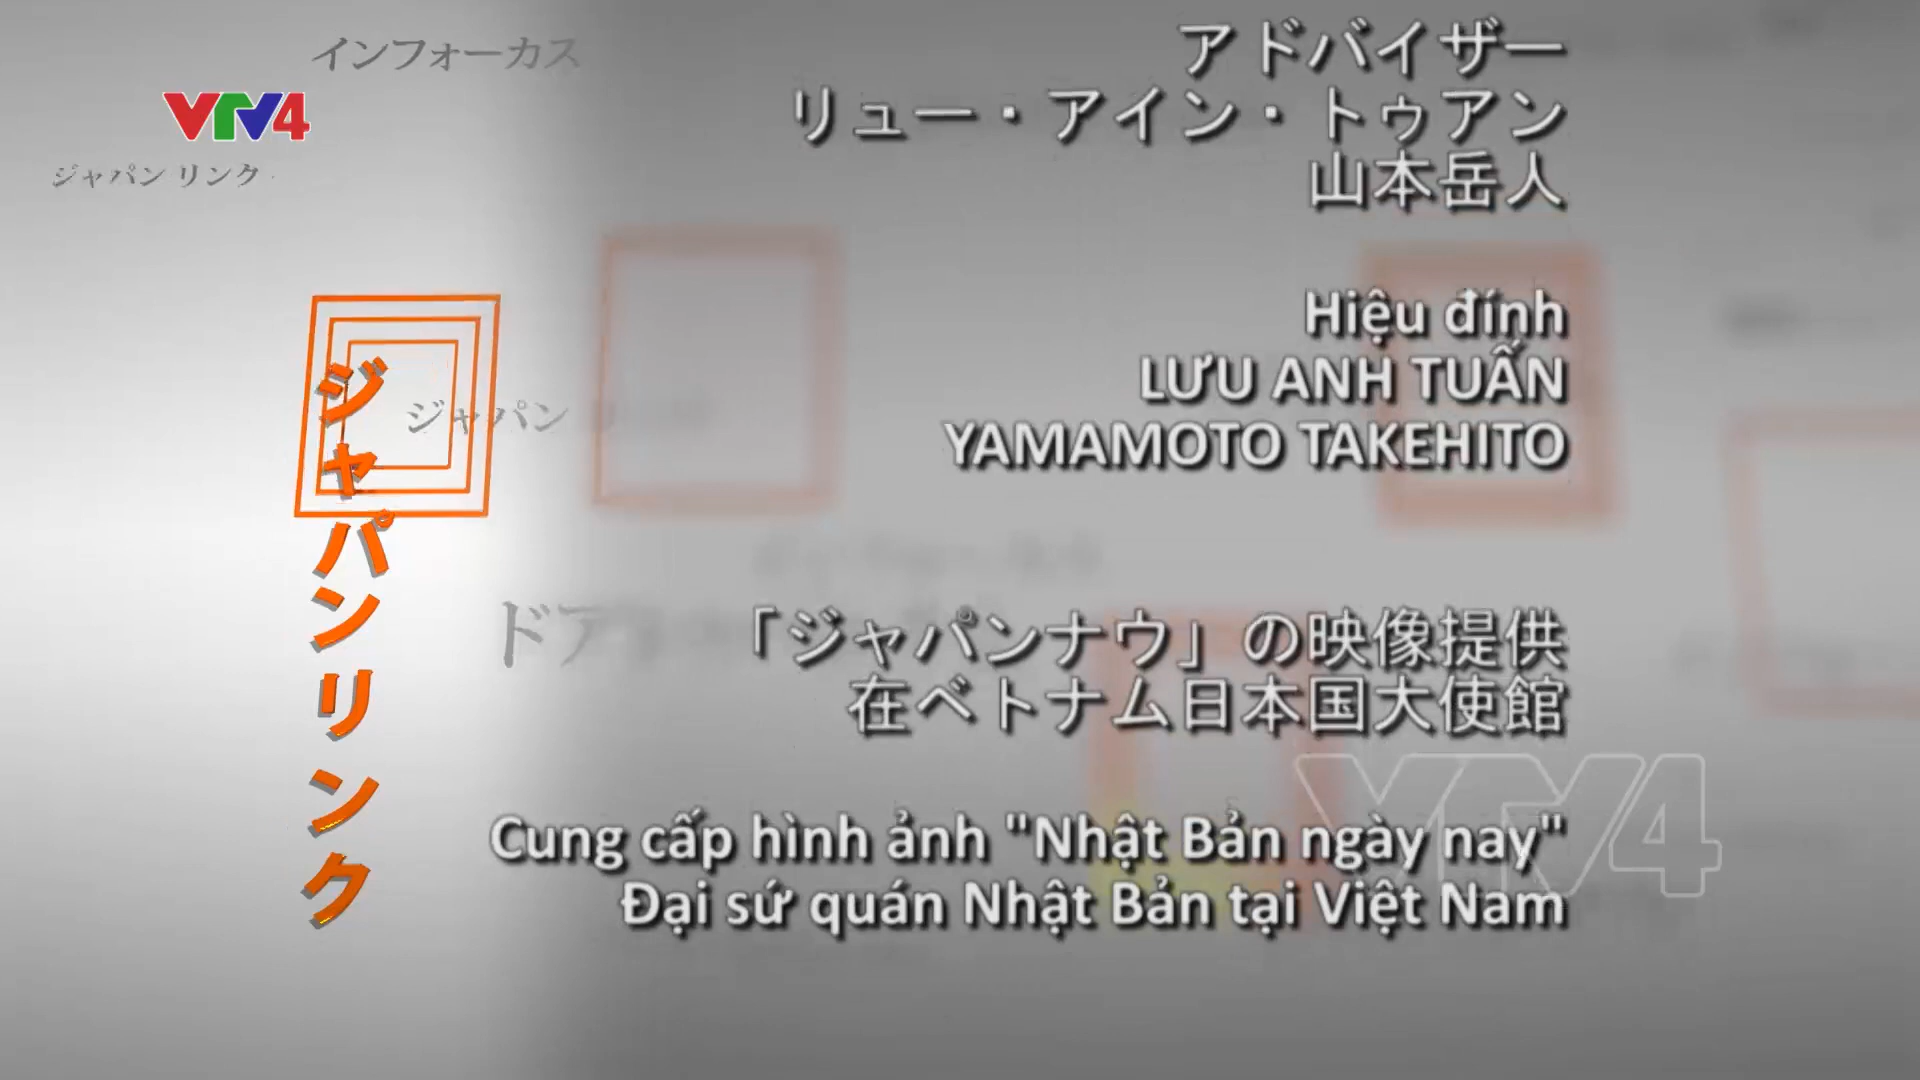 インフォーカス
VTV4
ジャパン リンク
アドバイザー
リュー・アイン・トゥアン
山本岳人
Hiệu đính
LƯU ANH TUẤN
YAMAMOTO TAKEHITO
ジャパン
ジャパンリンク
ドア
「ジャパンナウ」の映像提供
在ベトナム日本国大使館
Cung cấp hình ảnh "Nhật Bản ngày nay"
Đại sứ quán Nhật Bản tại Việt Nam
VTV4